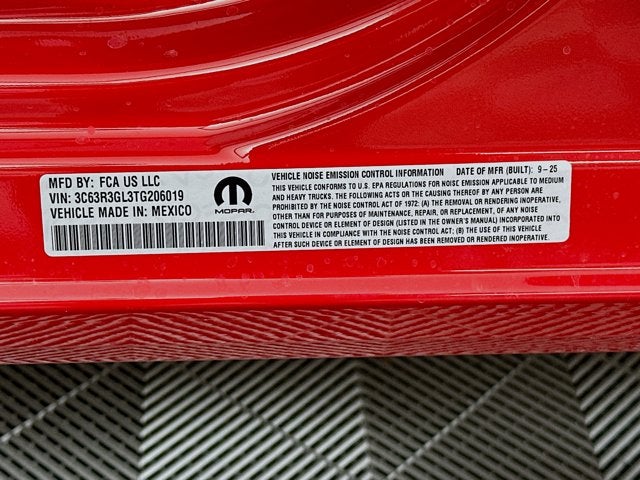 MFD BY: FCA US LLC
VIN: 3C63R3GL3TG206019
VEHICLE MADE IN: MEXICO
MOPAR®
VEHICLE NOISE EMISSION CONTROL INFORMATION DATE OF MFR (BUILT): 9-25
THIS VEHICLE CONFORMS TO U.S. EPA REGULATIONS FOR NOISE EMISSION APPLICABLE TO MEDIUM
AND HEAVY TRUCKS. THE FOLLOWING ACTS OR THE CAUSING THEREOF BY ANY PERSON ARE
PROHIBITED BY THE NOISE CONTROL ACT OF 1972: (A) THE REMOVAL OR RENDERING INOPERATIVE,
OTHER THAN FOR PURPOSES OF MAINTENANCE, REPAIR, OR REPLACEMENT, OF ANY NOISE
CONTROL DEVICE OR ELEMENT OF DESIGN (LISTED IN THE OWNER'S MANUAL) INCORPORATED INTO
THIS VEHICLE IN COMPLIANCE WITH THE NOISE CONTROL ACT; (B) THE USE OF THIS VEHICLE
AFTER SUCH DEVICE OR ELEMENT OF DESIGN HAS BEEN REMOVED OR RENDERED INOPERATIVE.